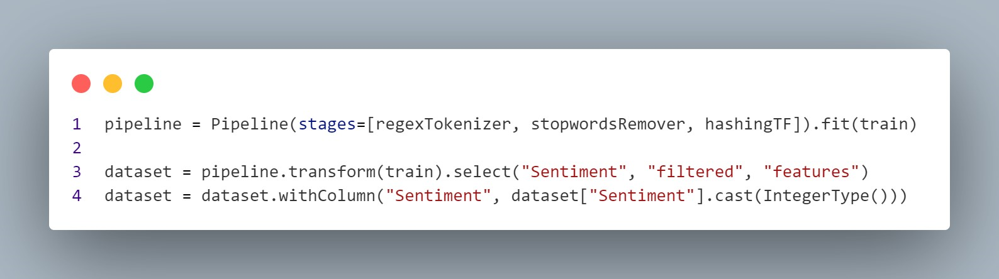 1 pipeline = Pipeline(stages=[regexTokenizer, stopwordsRemover, hashingTF]).fit(train)
2
3 dataset = pipeline.transform(train).select("Sentiment", "filtered", "features")
4 dataset = dataset.withColumn("Sentiment", dataset["Sentiment"].cast(IntegerType()))